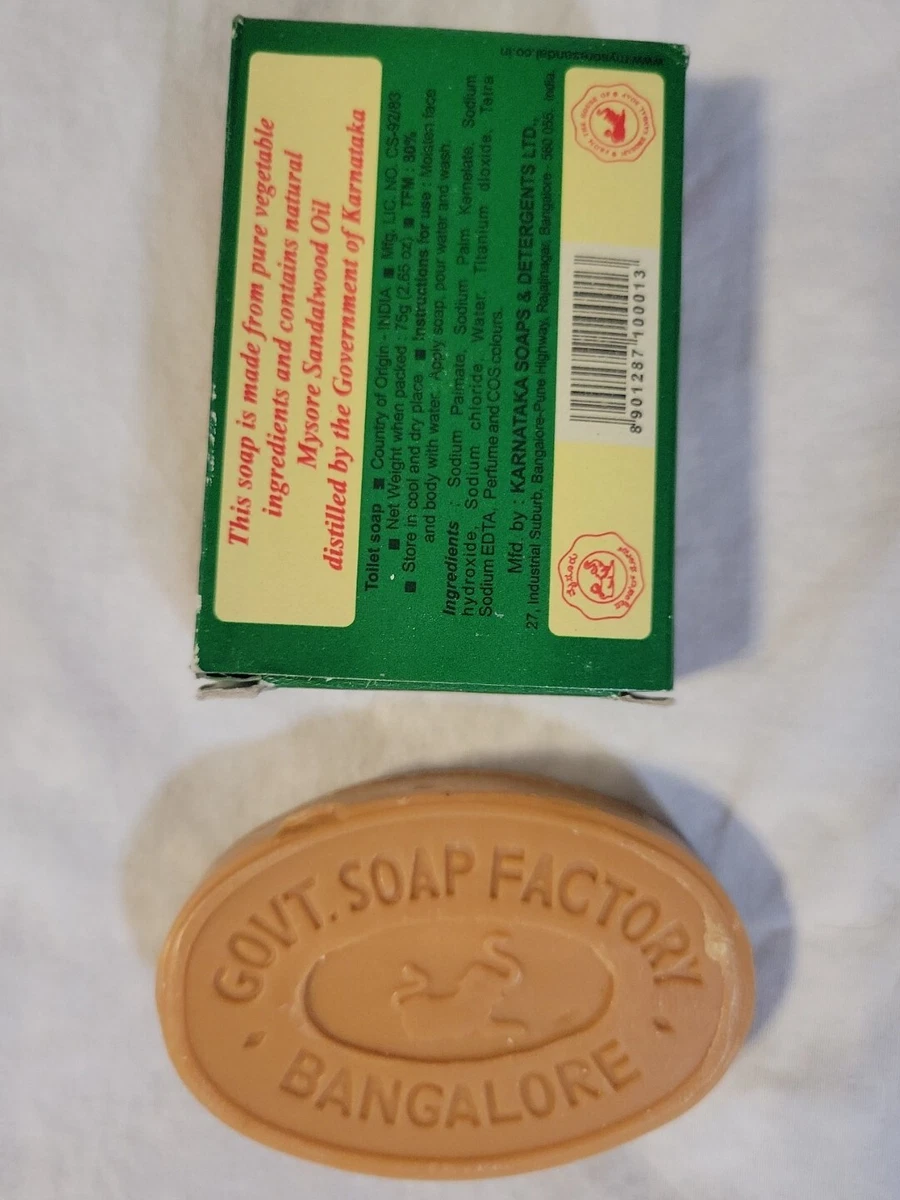 This soap is made from pure vegetable
ingredients and contains natural
Mysore Sandalwood Oil
distilled by the Government of Karnataka
Toilet soap ■ Country of Origin - INDIA ■ Mfg. LIC. NO. CS-92/83
■ Net Weight when packed : 75g (2.65 oz) ■ TFM : 80%
■ Store in cool and dry place ■ Instructions for use : Moisten face
and body with water. Apply soap, pour water and wash.
Ingredients : Sodium Palmate, Sodium Palm Kernelate, Sodium
hydroxide, Sodium chloride, Water, Titanium dioxide, Tetra
Sodium EDTA, Perfume and COS colours.
Mfd. by : KARNATAKA SOAPS & DETERGENTS LTD.,
27, Industrial Suburb, Bangalore-Pune Highway, Rajajinagar, Bangalore - 560 055, India.
8 901287 100013
www.mysoresandal.co.in
GOVT. SOAP FACTORY
BANGALORE